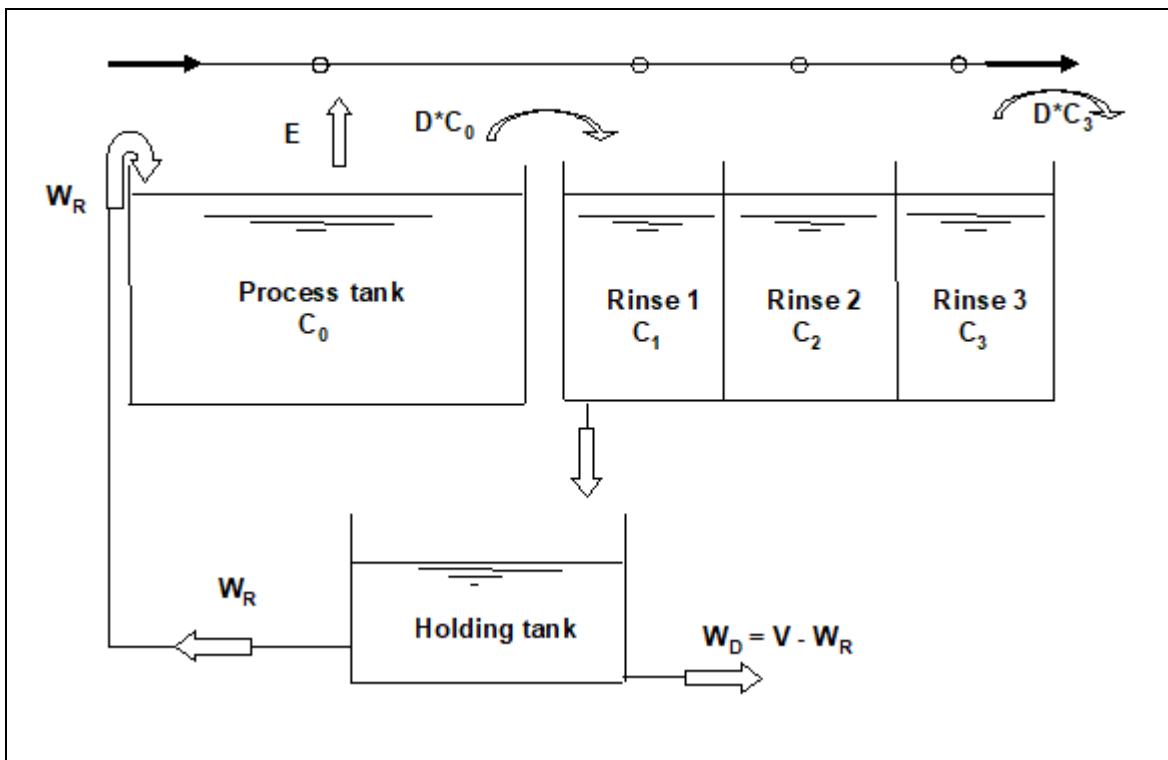 E
D*C₀
D*C₃
W_R
Process tank
C₀
Rinse 1
C₁
Rinse 2
C₂
Rinse 3
C₃
W_R
Holding tank
W_D = V - W_R